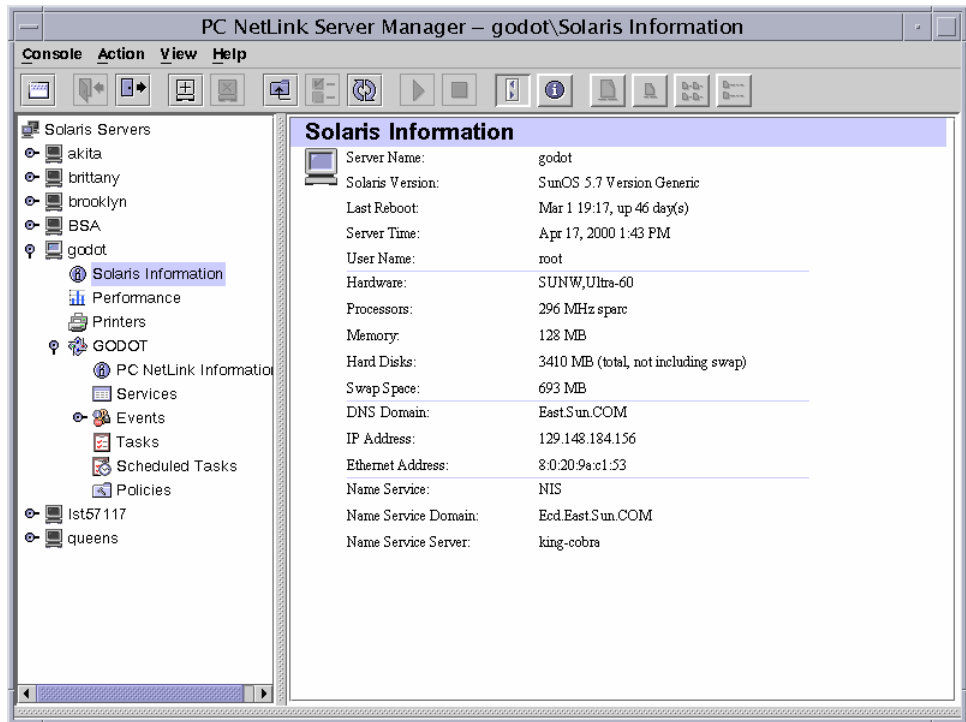 PC NetLink Server Manager – godot\Solaris Information
Console Action View Help
Solaris Servers
akita
brittany
brooklyn
BSA
godot
Solaris Information
Performance
Printers
GODOT
PC NetLink Informatio
Services
Events
Tasks
Scheduled Tasks
Policies
lst57117
queens
Solaris Information
Server Name: godot
Solaris Version: SunOS 5.7 Version Generic
Last Reboot: Mar 1 19:17, up 46 day(s)
Server Time: Apr 17, 2000 1:43 PM
User Name: root
Hardware: SUNW,Ultra-60
Processors: 296 MHz sparc
Memory: 128 MB
Hard Disks: 3410 MB (total, not including swap)
Swap Space: 693 MB
DNS Domain: East.Sun.COM
IP Address: 129.148.184.156
Ethernet Address: 8:0:20:9a:c1:53
Name Service: NIS
Name Service Domain: Ecd.East.Sun.COM
Name Service Server: king-cobra